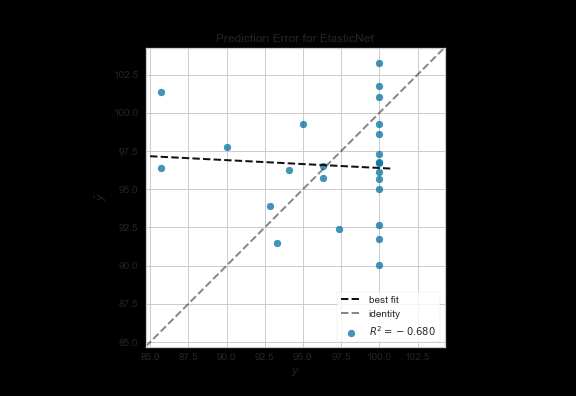 Prediction Error for ElasticNet
102.5
100.0
97.5
95.0
92.5
90.0
87.5
85.0
ŷ
85.0 87.5 90.0 92.5 95.0 97.5 100.0 102.5
y
best fit
identity
R² = −0.680